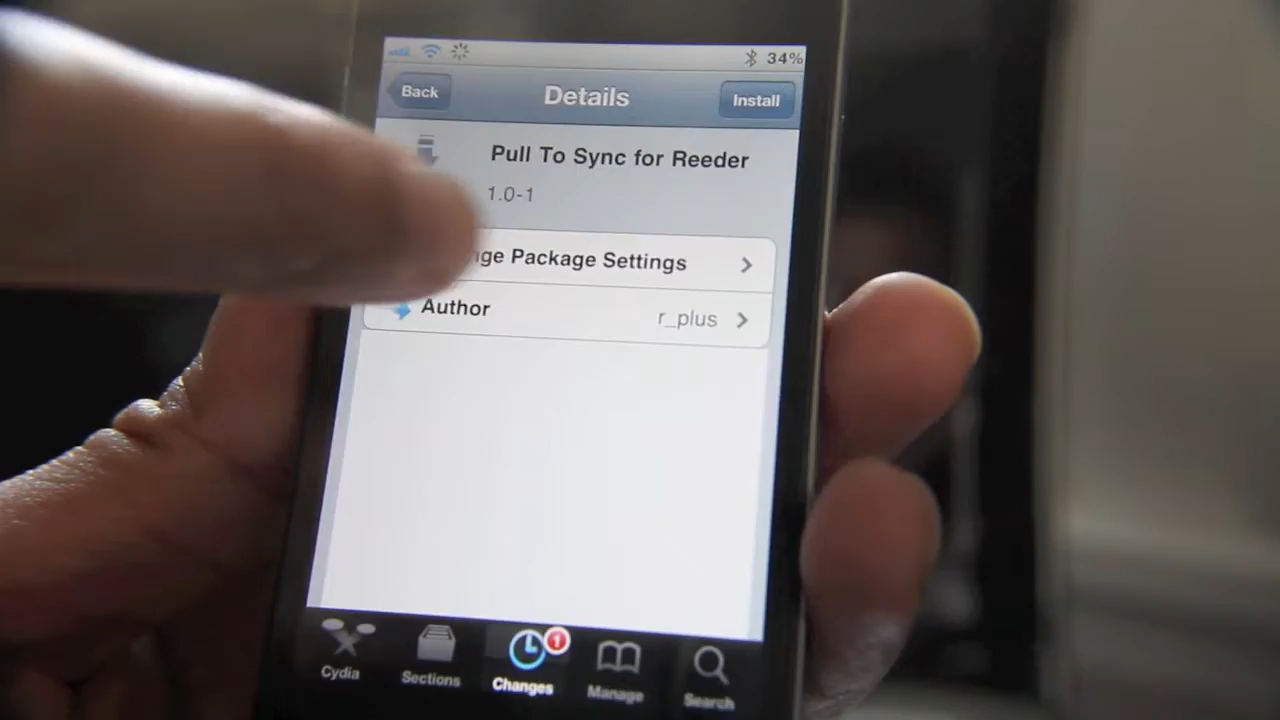 34%
Back
Details
Install
Pull To Sync for Reeder
1.0-1
Package Settings
Author
r_plus
1
Cydia
Sections
Changes
Manage
Search